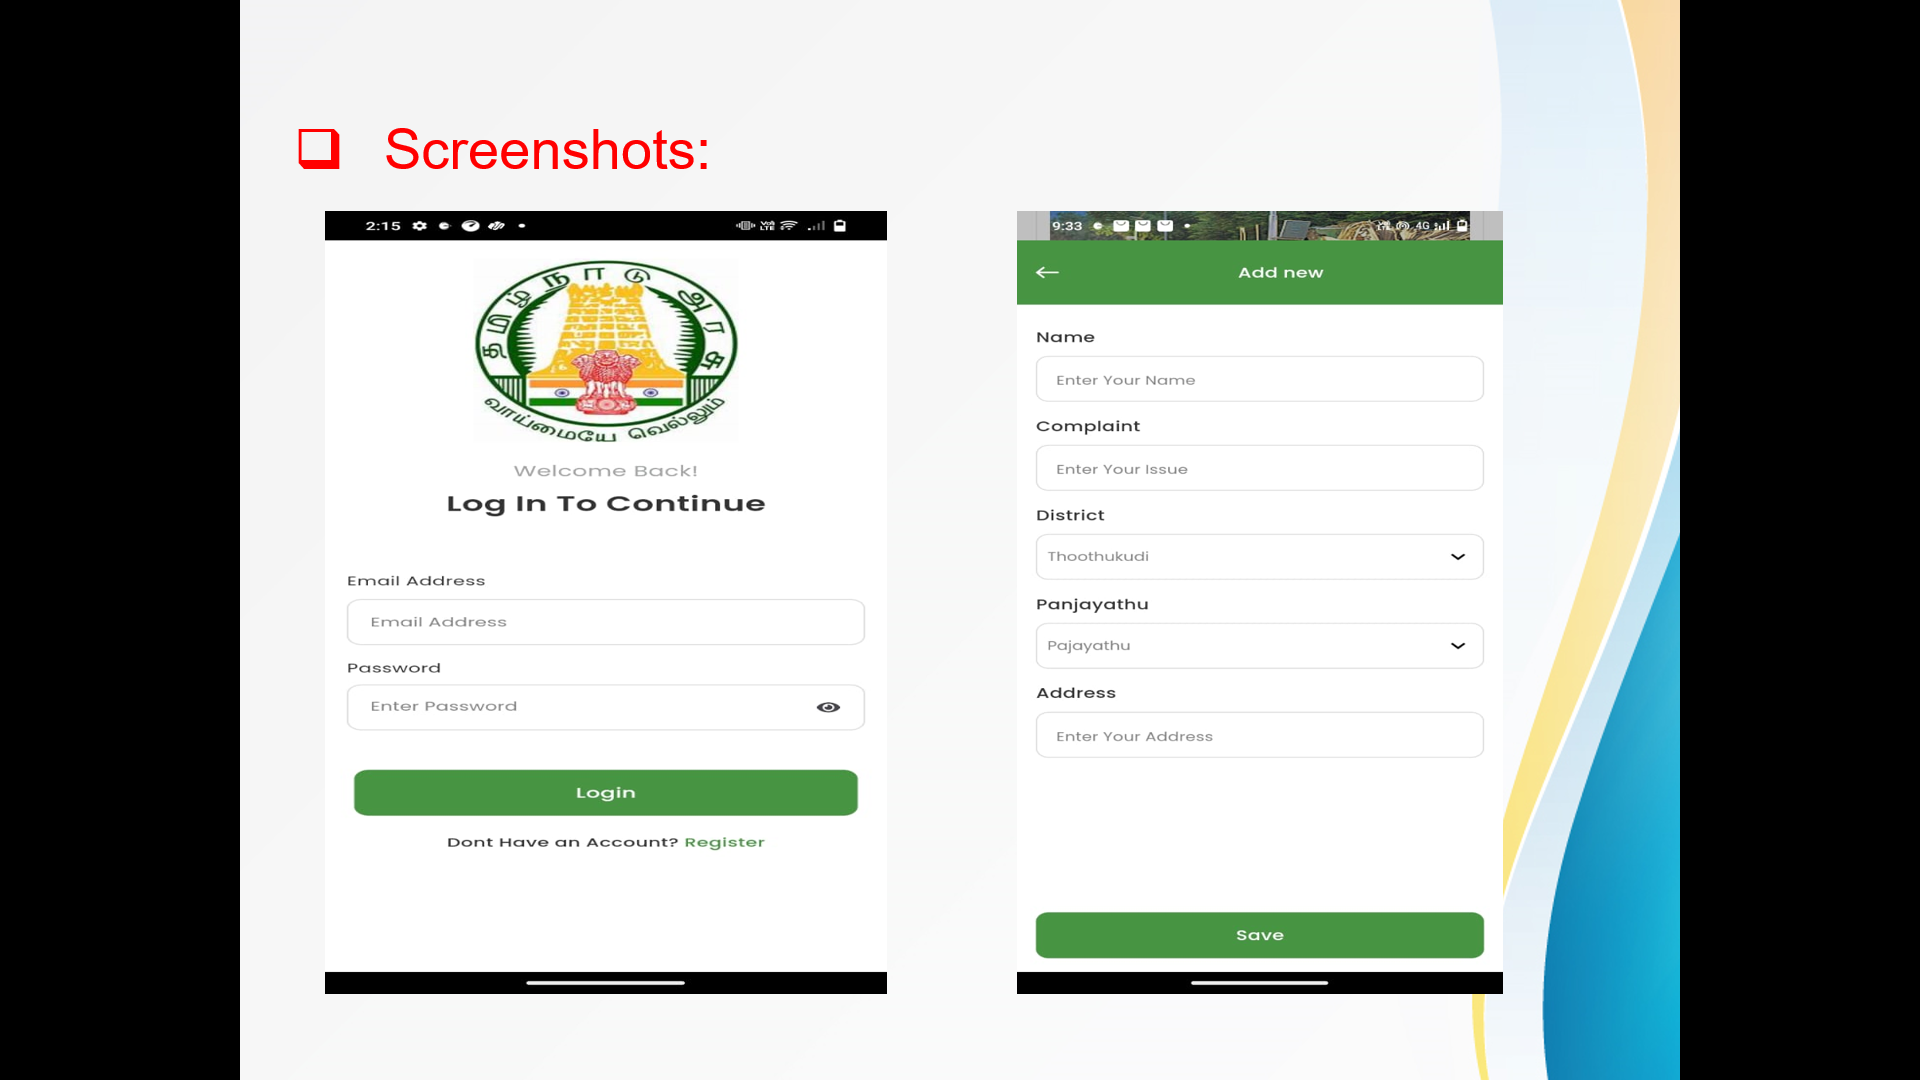 Screenshots:
2:15
தமிழ் நாடு அரசு
வாய்மையே வெல்லும்
Welcome Back!
Log In To Continue
Email Address
Email Address
Password
Enter Password
Login
Dont Have an Account? Register
9:33
4G
Add new
Name
Enter Your Name
Complaint
Enter Your Issue
District
Thoothukudi
Panjayathu
Pajayathu
Address
Enter Your Address
Save